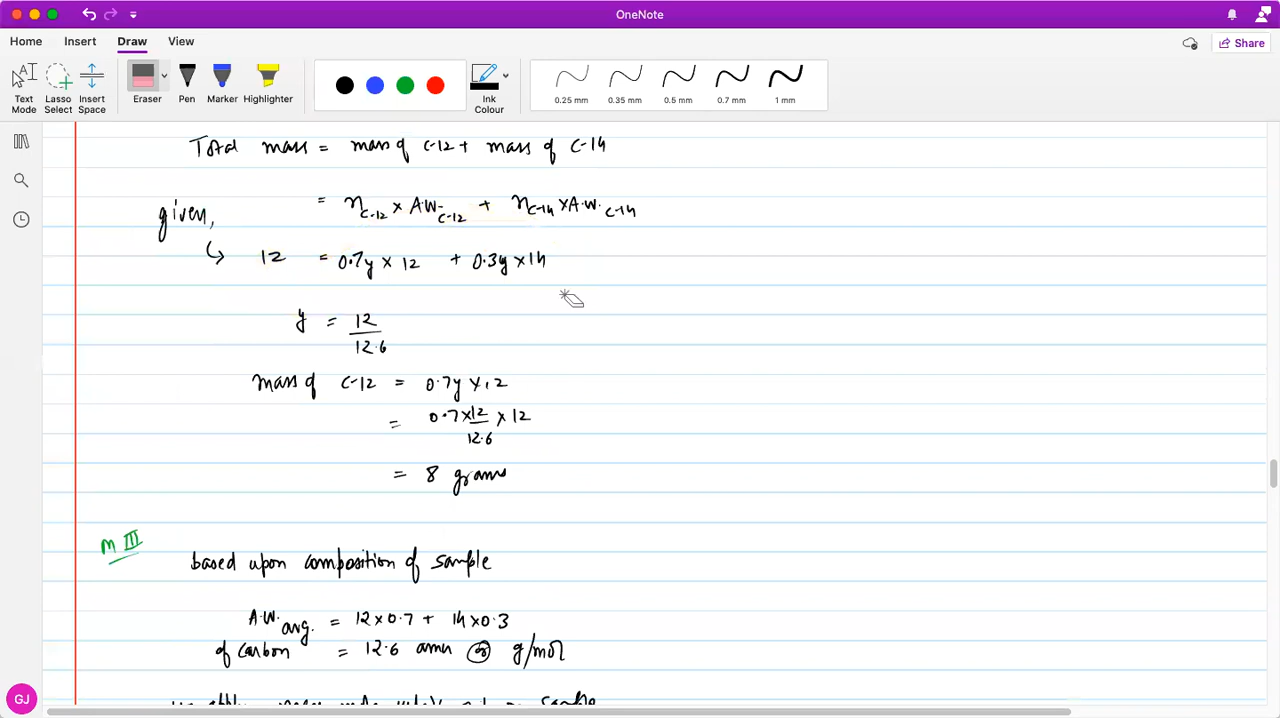 OneNote
Home Insert Draw View
Share
Text Mode
Lasso Select
Insert Space
Eraser
Pen
Marker
Highlighter
Ink Colour
0.25 mm
0.35 mm
0.5 mm
0.7 mm
1 mm
Total mass = mass of C-12 + mass of C-14
= n C-12 × A.W. C-12 + n C-14 × A.W. C-14
given,
↳ 12 = 0.7y × 12 + 0.3y × 14
y = 12/12.6
mass of C-12 = 0.7y × 12
= 0.7 × 12/12.6 × 12
= 8 grams
M III
based upon composition of sample
A.W. avg. = 12 × 0.7 + 14 × 0.3
of carbon = 12.6 amu or g/mol
sample
GJ